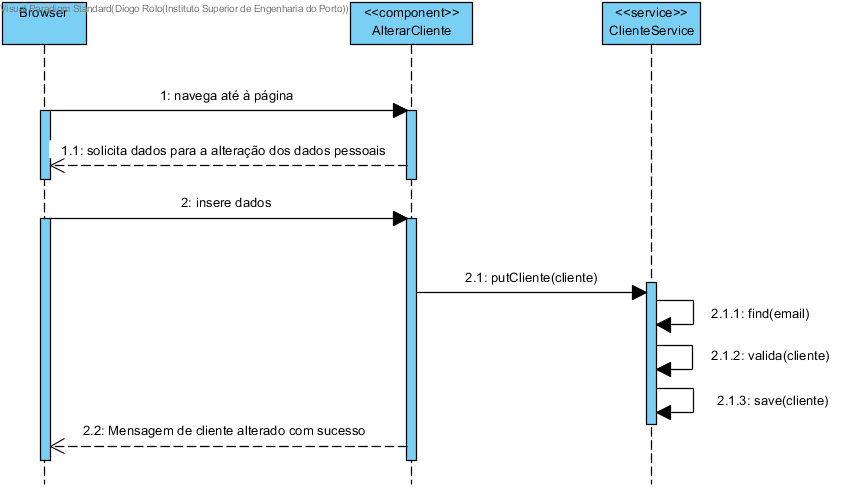 Visual Paradigm Standard(Diogo Rolo(Instituto Superior de Engenharia do Porto))
Browser
<<component>>
AlterarCliente
<<service>>
ClienteService
1: navega até à página
1.1: solicita dados para a alteração dos dados pessoais
2: insere dados
2.1: putCliente(cliente)
2.1.1: find(email)
2.1.2: valida(cliente)
2.1.3: save(cliente)
2.2: Mensagem de cliente alterado com sucesso